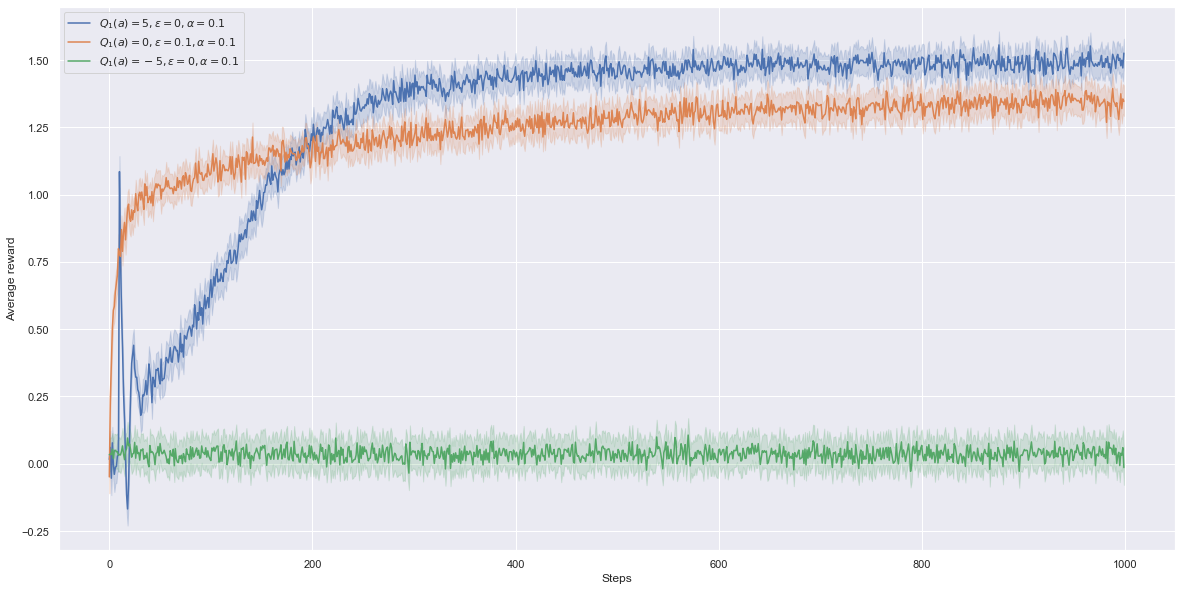 Q₁(a) = 5, ε = 0, α = 0.1
Q₁(a) = 0, ε = 0.1, α = 0.1
Q₁(a) = −5, ε = 0, α = 0.1
1.50
1.25
1.00
0.75
0.50
0.25
0.00
−0.25
Average reward
0 200 400 600 800 1000
Steps